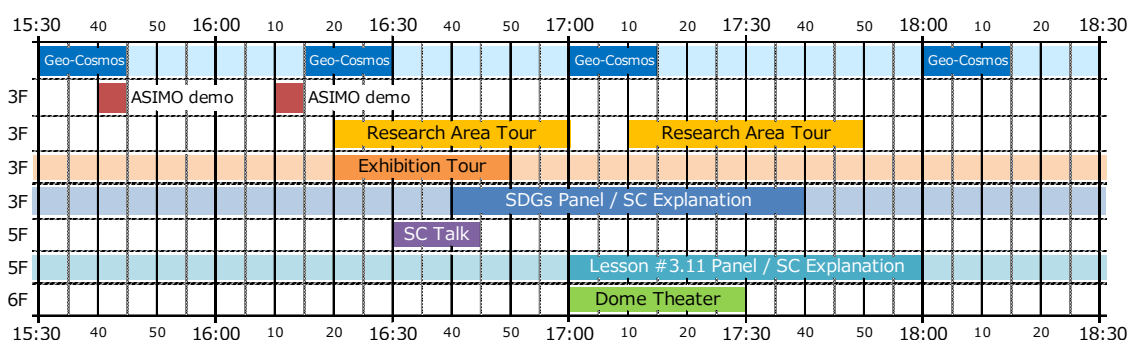 15:30 40 50 16:00 10 20 16:30 40 50 17:00 10 20 17:30 40 50 18:00 10 20 18:30
Geo-Cosmos Geo-Cosmos Geo-Cosmos Geo-Cosmos
3F ASIMO demo ASIMO demo
3F Research Area Tour Research Area Tour
3F Exhibition Tour
3F SDGs Panel / SC Explanation
5F SC Talk
5F Lesson #3.11 Panel / SC Explanation
6F Dome Theater
15:30 40 50 16:00 10 20 16:30 40 50 17:00 10 20 17:30 40 50 18:00 10 20 18:30